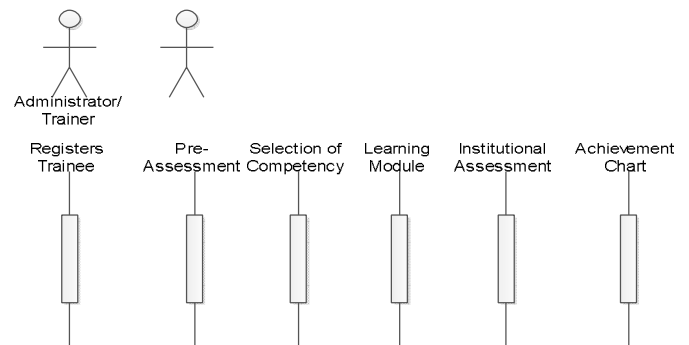 Administrator/
Trainer
Registers
Trainee
Pre-
Assessment
Selection of
Competency
Learning
Module
Institutional
Assessment
Achievement
Chart